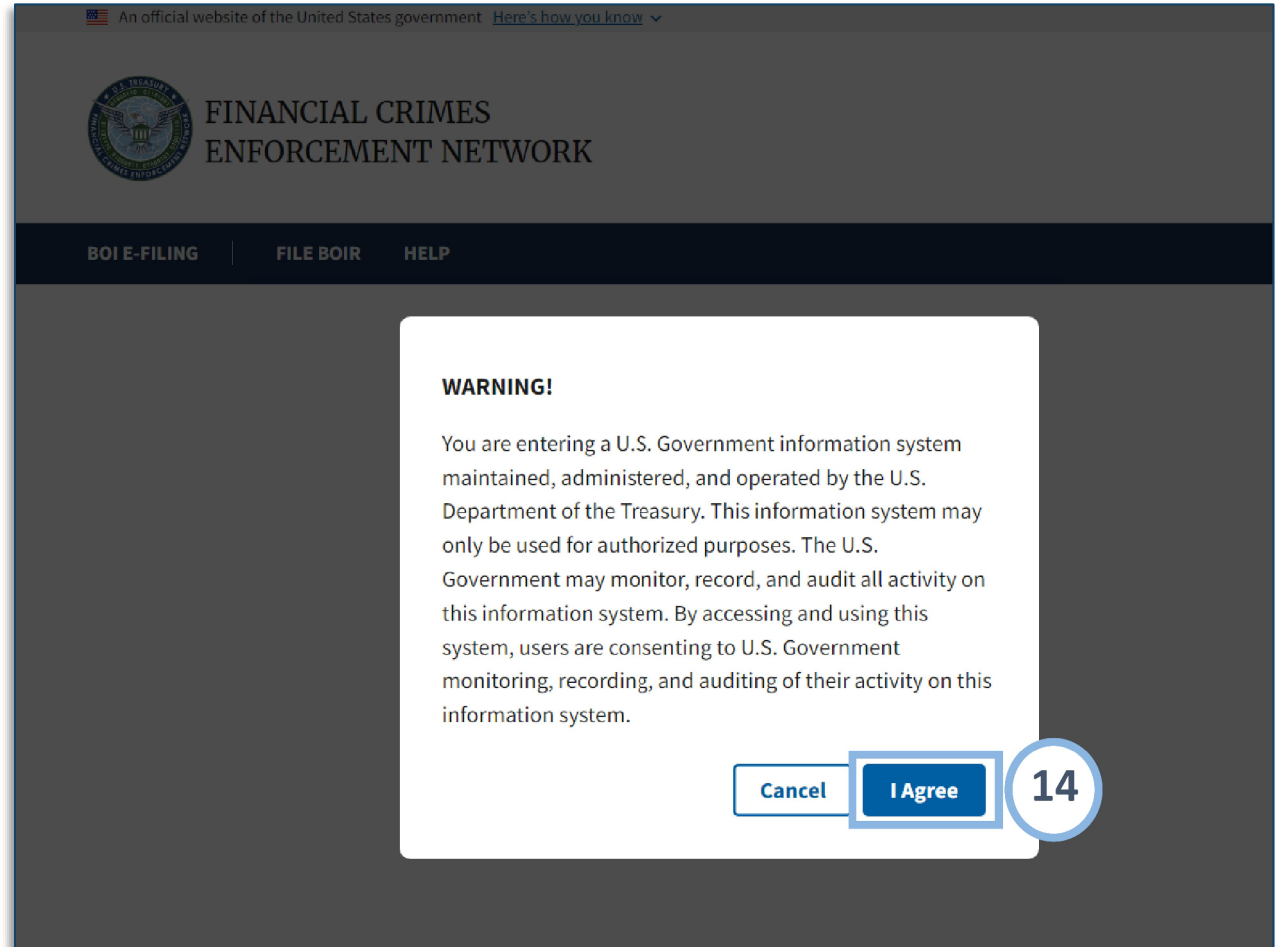 An official website of the United States government Here's how you know
FINANCIAL CRIMES
ENFORCEMENT NETWORK
BOI E-FILING
FILE BOIR
HELP
WARNING!
You are entering a U.S. Government information system
maintained, administered, and operated by the U.S.
Department of the Treasury. This information system may
only be used for authorized purposes. The U.S.
Government may monitor, record, and audit all activity on
this information system. By accessing and using this
system, users are consenting to U.S. Government
monitoring, recording, and auditing of their activity on this
information system.
Cancel
I Agree
14